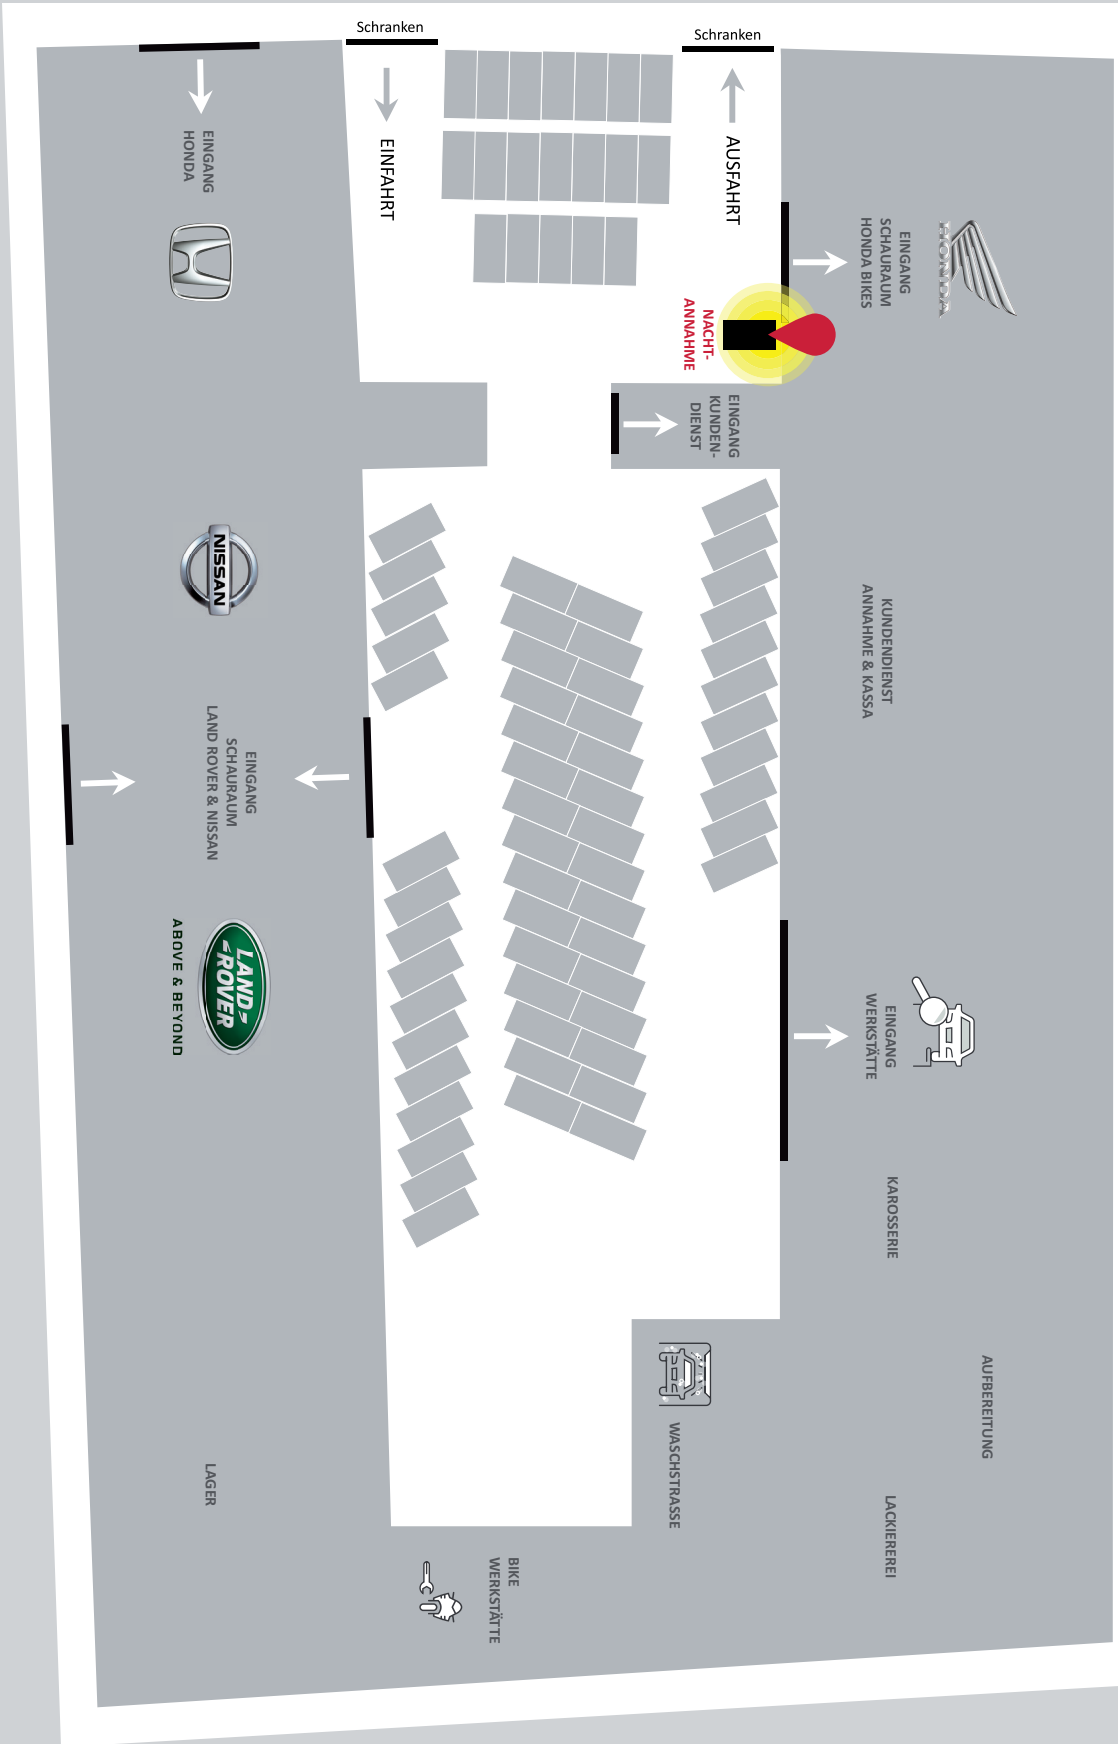 Schranken
Schranken
EINFAHRT
AUSFAHRT
EINGANG
HONDA
EINGANG
SCHAURAUM
HONDA BIKES
HONDA
NACHT-
ANNAHME
EINGANG
KUNDEN-
DIENST
NISSAN
KUNDENDIENST
ANNAHME & KASSA
EINGANG
SCHAURAUM
LAND ROVER & NISSAN
LAND
ROVER
ABOVE & BEYOND
EINGANG
WERKSTÄTTE
KAROSSERIE
AUFBEREITUNG
WASCHSTRASSE
LAGER
LACKIEREREI
BIKE
WERKSTÄTTE